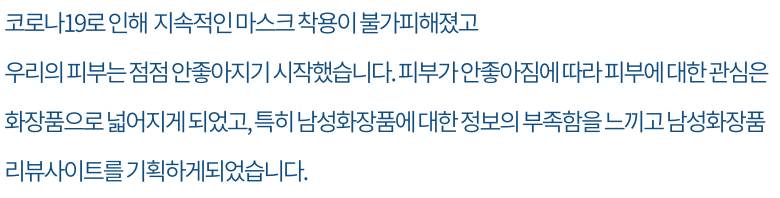 코로나19로 인해 지속적인 마스크 착용이 불가피해졌고
우리의 피부는 점점 안좋아지기 시작했습니다. 피부가 안좋아짐에 따라 피부에 대한 관심은
화장품으로 넓어지게 되었고, 특히 남성화장품에 대한 정보의 부족함을 느끼고 남성화장품
리뷰사이트를 기획하게되었습니다.